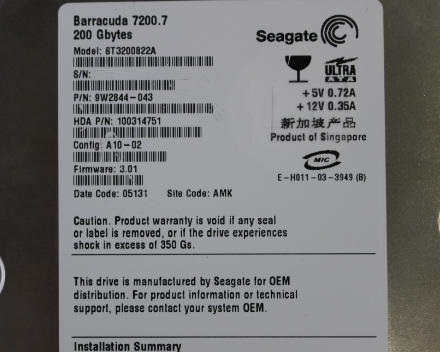 Barracuda 7200.7
200 Gbytes
Seagate
Model: ST3200822A
S/N:
P/N: 9W2844-043
HDA P/N: 100314751
Config: A10-02
Firmware: 3.01
Date Code: 05131 Site Code: AMK
ULTRA
ATA
+5V 0.72A
+12V 0.35A
新加坡产品
Product of Singapore
MIC
E-H011-03-3949 (B)
Caution. Product warranty is void if any seal
or label is removed, or if the drive experiences
shock in excess of 350 Gs.
This drive is manufactured by Seagate for OEM
distribution. For product information or technical
support, please contact your system OEM.
Installation Summary